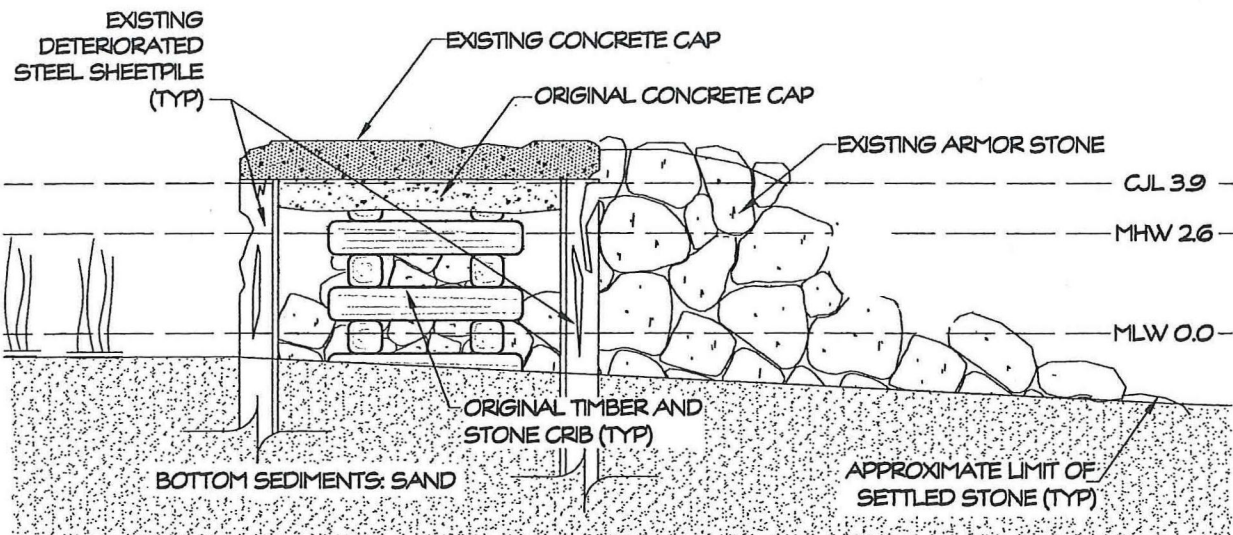 EXISTING
DETERIORATED
STEEL SHEETPILE
(TYP)
EXISTING CONCRETE CAP
ORIGINAL CONCRETE CAP
EXISTING ARMOR STONE
CJL 3.9
MHW 2.6
MLW 0.0
ORIGINAL TIMBER AND
STONE CRIB (TYP)
BOTTOM SEDIMENTS: SAND
APPROXIMATE LIMIT OF
SETTLED STONE (TYP)